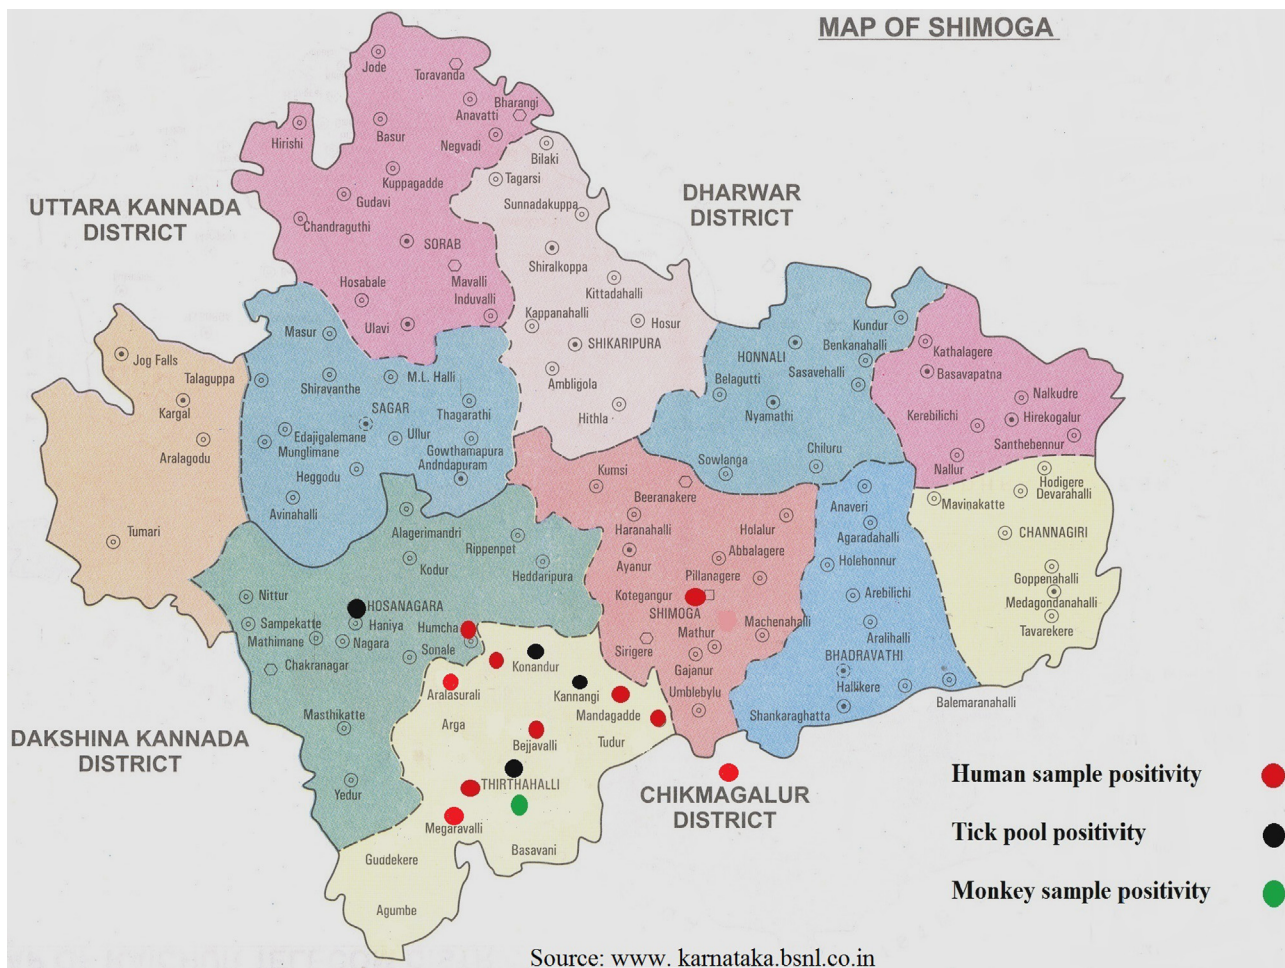 MAP OF SHIMOGA
Jode
Toravanda
Bharangi
Anavatti
Hirishi
Basur
Negvadi
Bilaki
Kuppagadde
Tagarsi
UTTARA KANNADA
DISTRICT
Gudavi
Sunnadakuppa
DHARWAR
DISTRICT
Chandraguthi
SORAB
Shiralkoppa
Hosabale
Mavalli
Kittadahalli
Induvalli
Masur
Ulavi
Kappanahalli
Hosur
Kundur
SHIKARIPURA
HONNALI
Benkanahalli
Kathalagere
Jog Falls
Talaguppa
Shiravanthe
M.L. Halli
Ambligola
Belagutti
Sasavehalli
Basavapatna
Kargal
SAGAR
Thagarathi
Hithla
Nyamathi
Kerebilichi
Nalkudre
Hirekogalur
Edajigalemane
Ullur
Santhebennur
Aralagodu
Munglimane
Gowthamapura
Chiluru
Heggodu
Andndapuram
Kumsi
Sowlanga
Nallur
Avinahalli
Beeranakere
Hodigere
Devarahalli
Anaveri
Mavinakatte
Tumari
Alagerimandri
Haranahalli
Holalur
Agaradahalli
CHANNAGIRI
Rippenpet
Abbalagere
Kodur
Heddaripura
Ayanur
Pillanagere
Holehonnur
Goppenahalli
Nittur
HOSANAGARA
Kotegangur
Arebilichi
Medagondanahalli
SHIMOGA
Sampekatte
Haniya
Humcha
Machenahalli
Tavarekere
Mathimane
Nagara
Sonale
Mathur
Aralihalli
Chakranagar
Konandur
Sirigere
Gajanur
BHADRAVATHI
Aralasurali
Kannangi
Umblebylu
Hallikere
Balemaranahalli
Masthikatte
Arga
Mandagadde
Shankaraghatta
DAKSHINA KANNADA
DISTRICT
Bejjavalli
Tudur
Yedur
THIRTHAHALLI
CHIKMAGALUR
DISTRICT
Human sample positivity
Megaravalli
Tick pool positivity
Guadekere
Basavani
Monkey sample positivity
Agumbe
Source: www. karnataka.bsnl.co.in